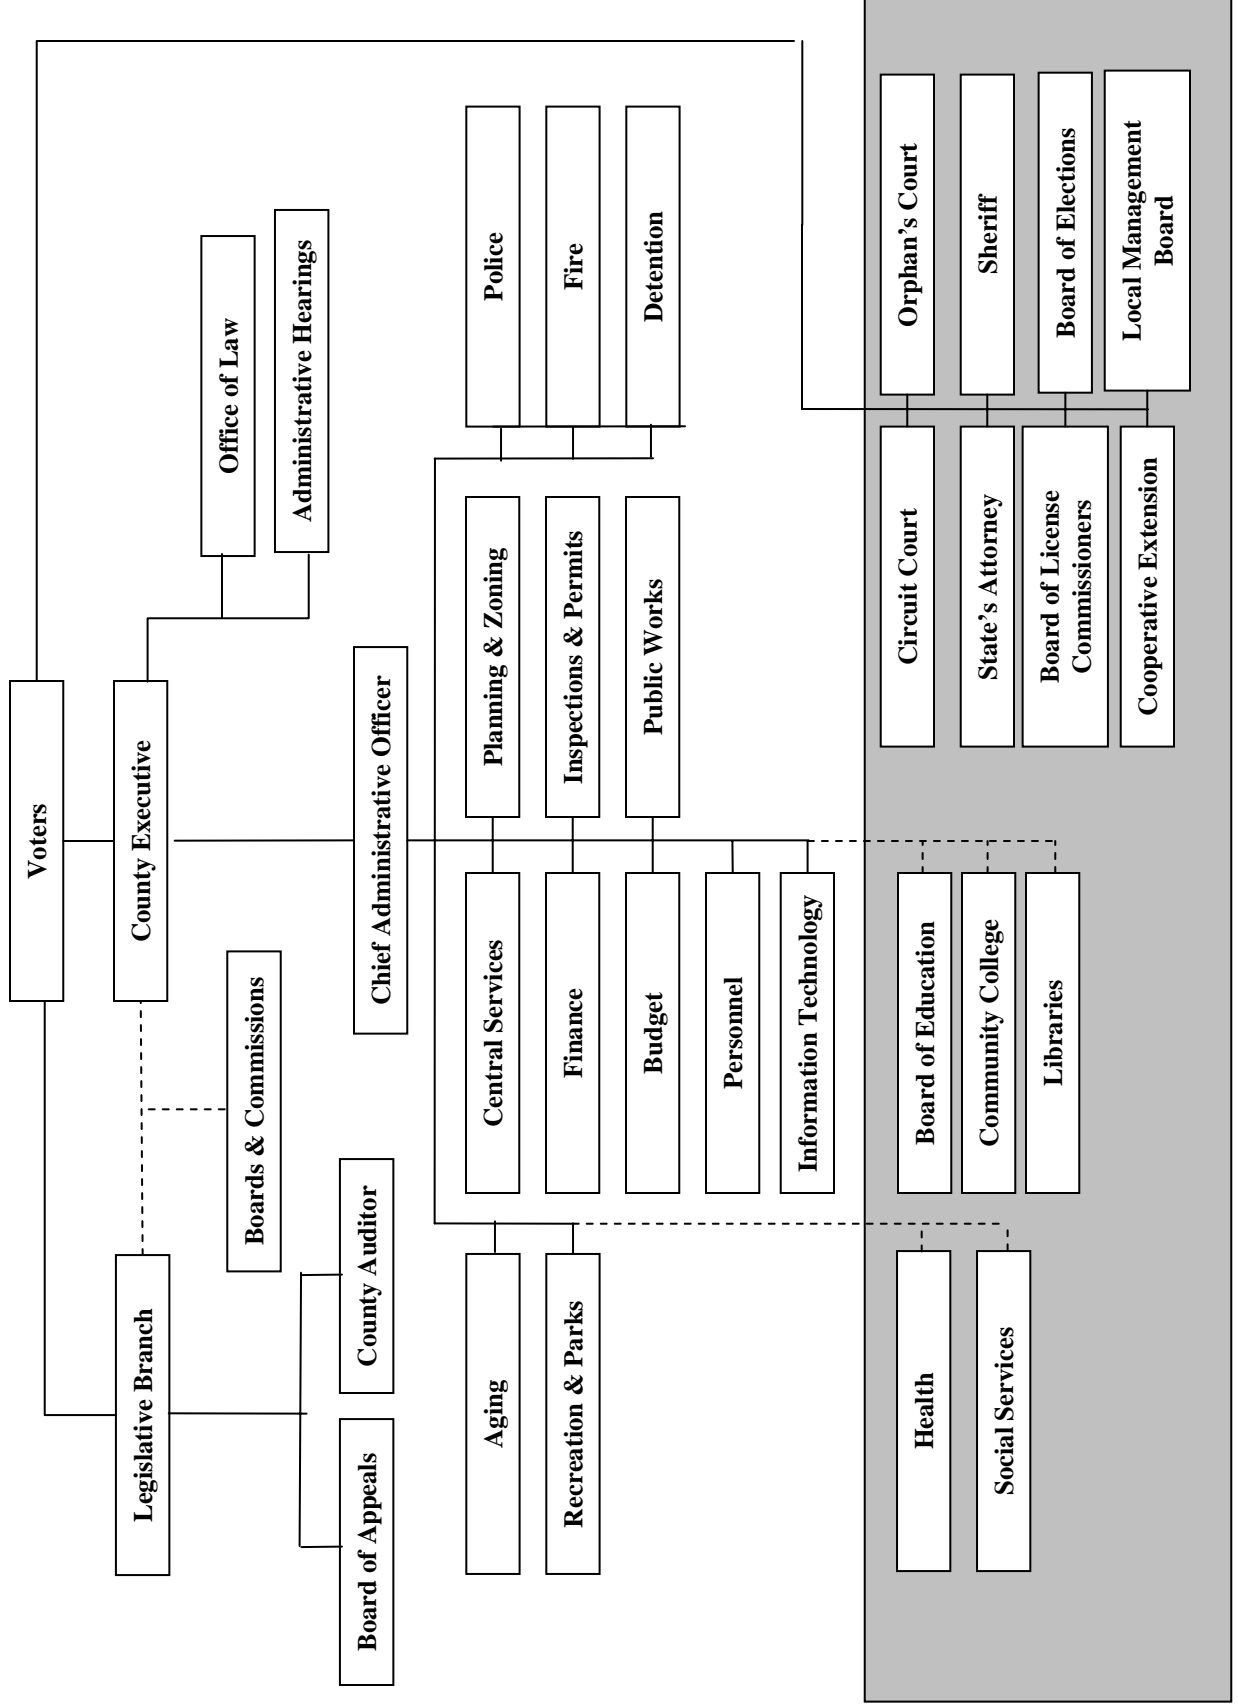 Voters
Legislative Branch
County Executive
Office of Law
Boards & Commissions
Administrative Hearings
Board of Appeals
County Auditor
Chief Administrative Officer
Aging
Central Services
Planning & Zoning
Police
Recreation & Parks
Finance
Inspections & Permits
Fire
Budget
Public Works
Detention
Personnel
Information Technology
Health
Board of Education
Circuit Court
Orphan’s Court
Social Services
Community College
State’s Attorney
Sheriff
Libraries
Board of License
Commissioners
Board of Elections
Cooperative Extension
Local Management
Board